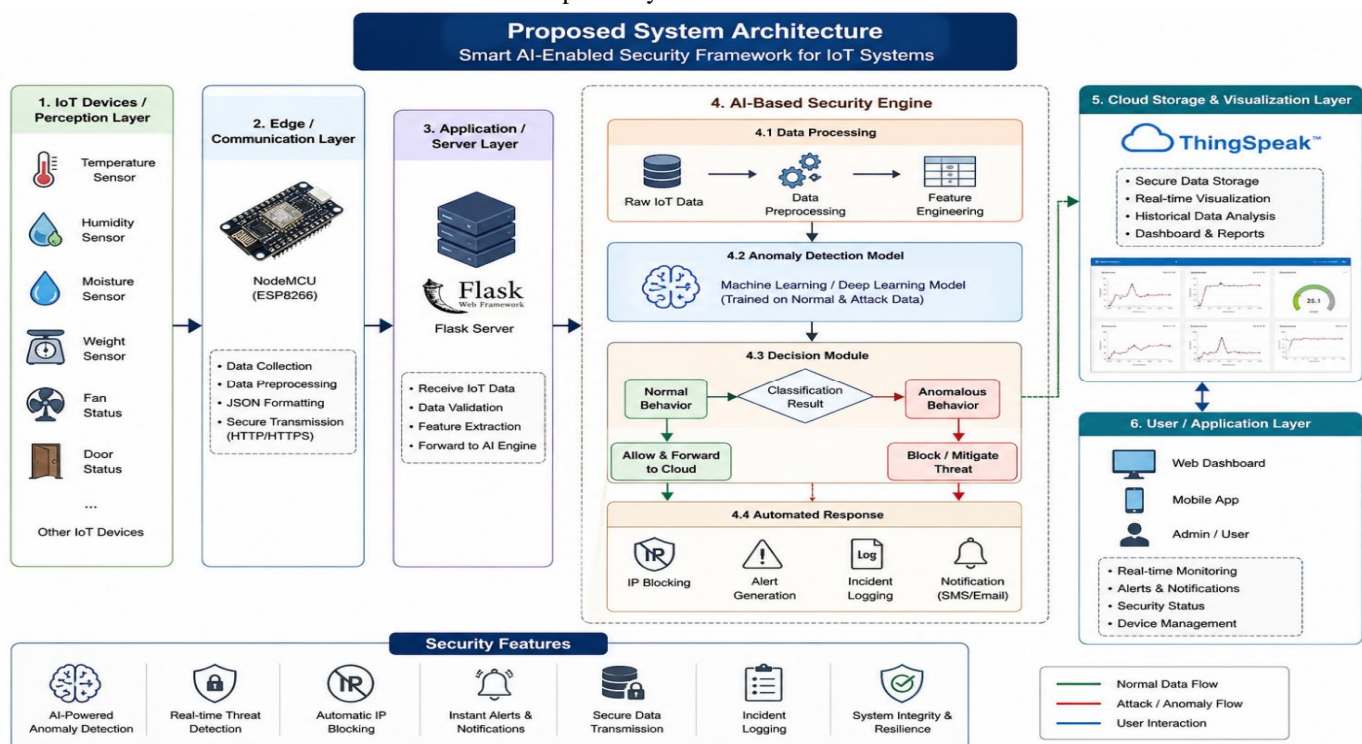 Proposed System Architecture
Smart AI-Enabled Security Framework for IoT Systems
1. IoT Devices /
Perception Layer
Temperature
Sensor
Humidity
Sensor
Moisture
Sensor
Weight
Sensor
Fan
Status
Door
Status
...
Other IoT Devices
2. Edge /
Communication Layer
NodeMCU
(ESP8266)
• Data Collection
• Data Preprocessing
• JSON Formatting
• Secure Transmission
(HTTP/HTTPS)
3. Application /
Server Layer
Flask
Web Framework
Flask Server
• Receive IoT Data
• Data Validation
• Feature Extraction
• Forward to AI Engine
4. AI-Based Security Engine
4.1 Data Processing
Raw IoT Data
Data
Preprocessing
Feature
Engineering
4.2 Anomaly Detection Model
Machine Learning / Deep Learning Model
(Trained on Normal & Attack Data)
4.3 Decision Module
Normal
Behavior
Classification
Result
Anomalous
Behavior
Allow & Forward
to Cloud
Block / Mitigate
Threat
4.4 Automated Response
IP Blocking
Log
Alert
Generation
Incident
Logging
Notification
(SMS/Email)
5. Cloud Storage & Visualization Layer
ThingSpeak™
• Secure Data Storage
• Real-time Visualization
• Historical Data Analysis
• Dashboard & Reports
25.1
6. User / Application Layer
Web Dashboard
Mobile App
Admin / User
• Real-time Monitoring
• Alerts & Notifications
• Security Status
• Device Management
Security Features
AI-Powered
Anomaly Detection
Real-time Threat
Detection
Automatic IP
Blocking
Instant Alerts &
Notifications
Secure Data
Transmission
Incident
Logging
System Integrity &
Resilience
Normal Data Flow
Attack / Anomaly Flow
User Interaction